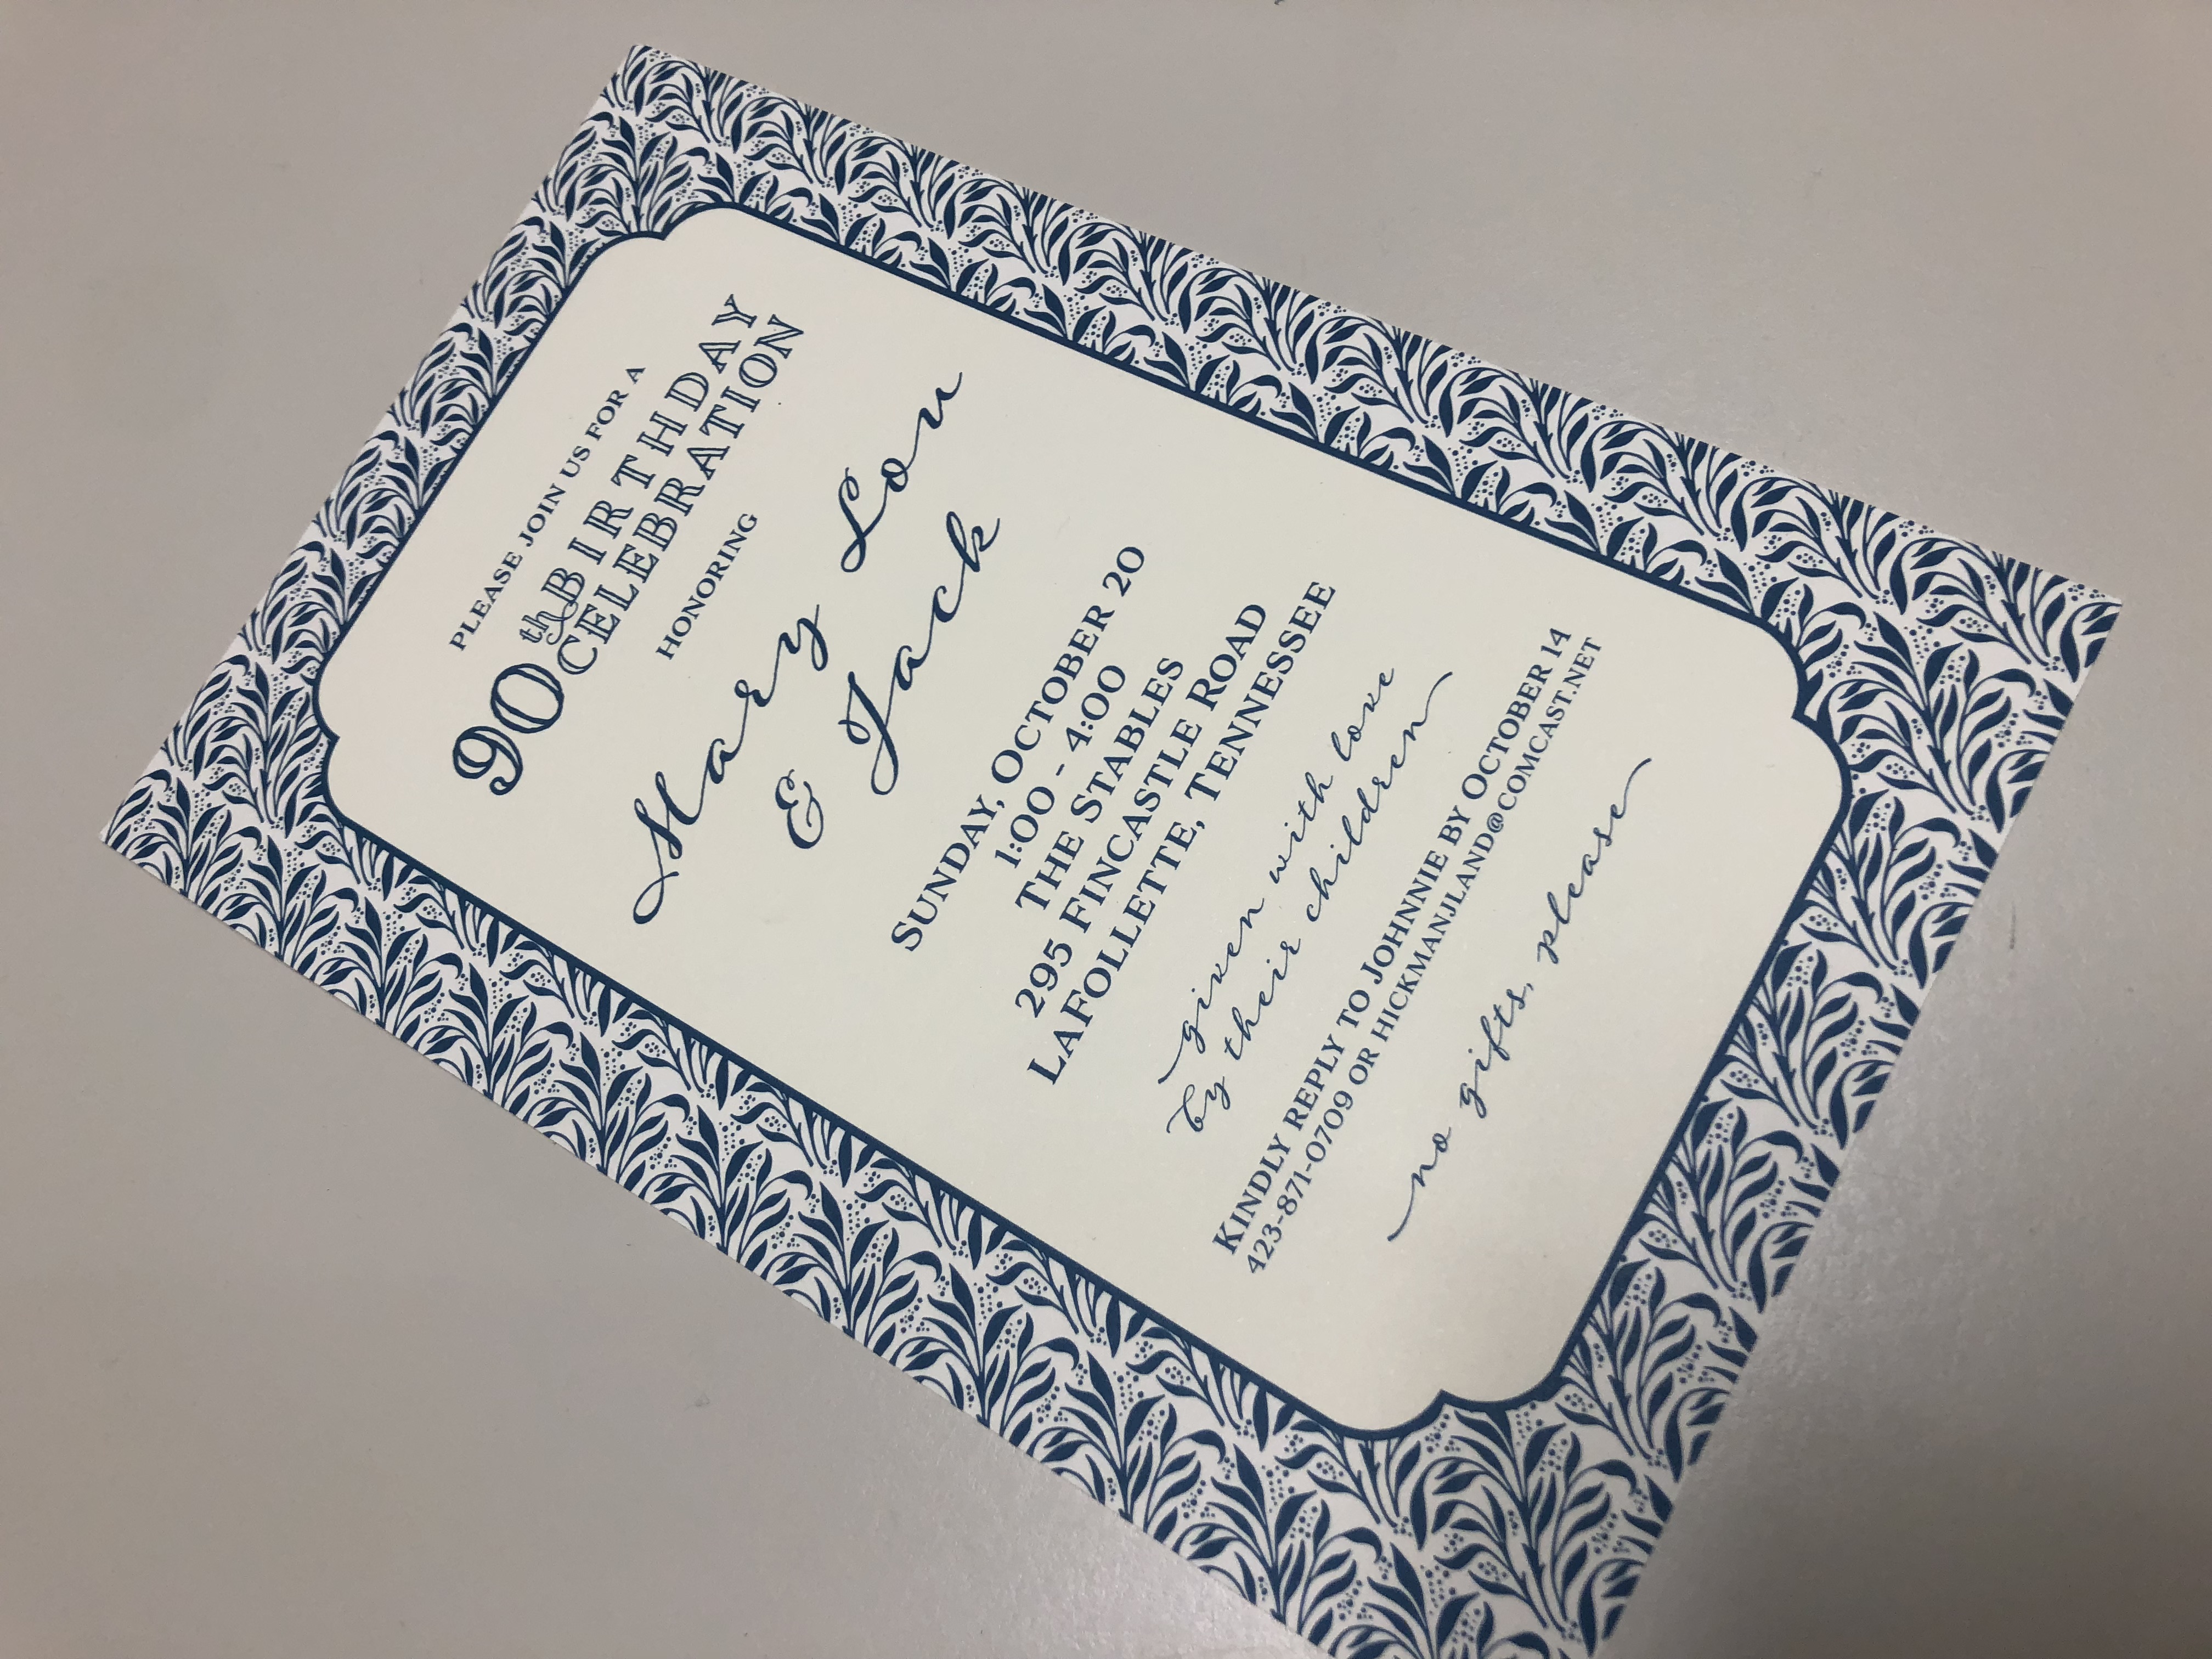 PLEASE JOIN US FOR A
90th BIRTHDAY
CELEBRATION
HONORING
Mary Lou
& Jack
SUNDAY, OCTOBER 20
1:00 - 4:00
THE STABLES
295 FINCASTLE ROAD
LAFOLLETTE, TENNESSEE
given with love
by their children
KINDLY REPLY TO JOHNNIE BY OCTOBER 14
423-871-0709 OR HICKMANJLAND@COMCAST.NET
no gifts, please